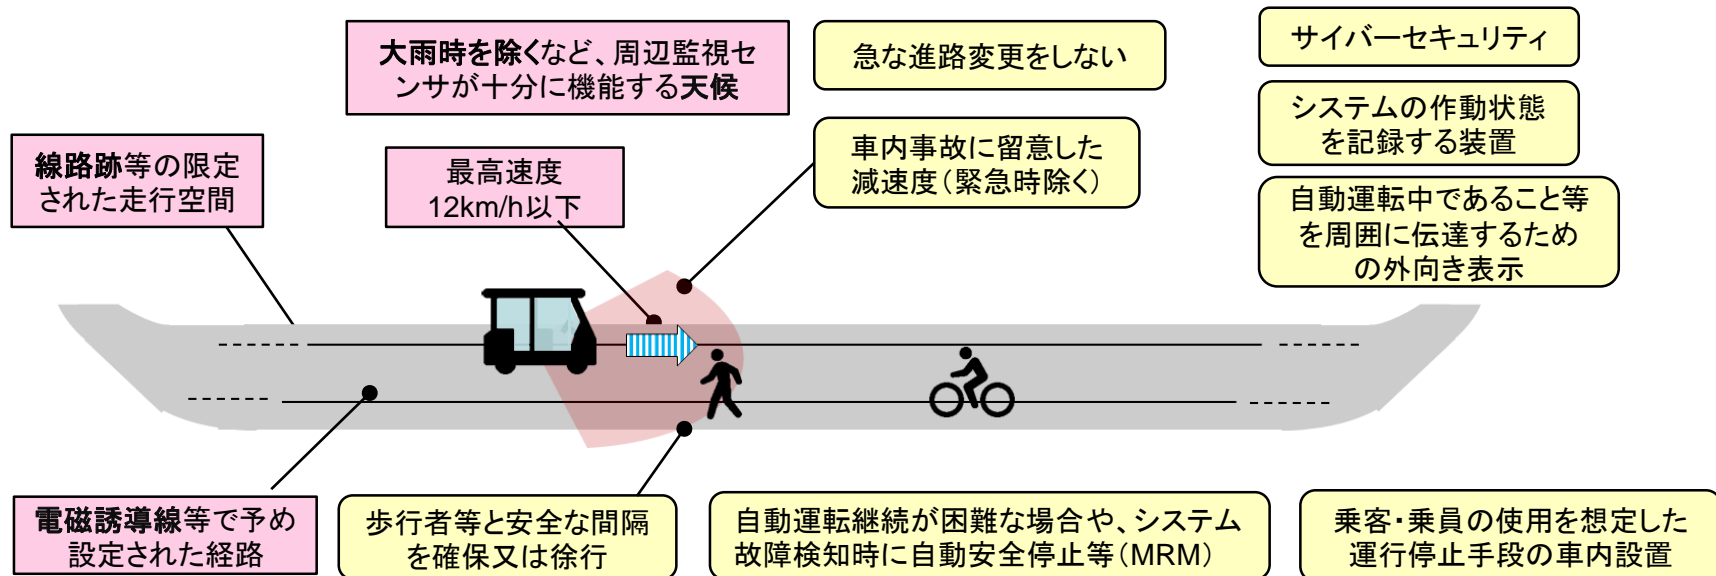 大雨時を除くなど、周辺監視セ
ンサが十分に機能する天候
急な進路変更をしない
サイバーセキュリティ
線路跡等の限定
された走行空間
最高速度
12km/h以下
車内事故に留意した
減速度（緊急時除く）
システムの作動状態
を記録する装置
自動運転中であること等
を周囲に伝達するため
の外向き表示
電磁誘導線等で予め
設定された経路
歩行者等と安全な間隔
を確保又は徐行
自動運転継続が困難な場合や、システム
故障検知時に自動安全停止等（MRM）
乗客・乗員の使用を想定した
運行停止手段の車内設置